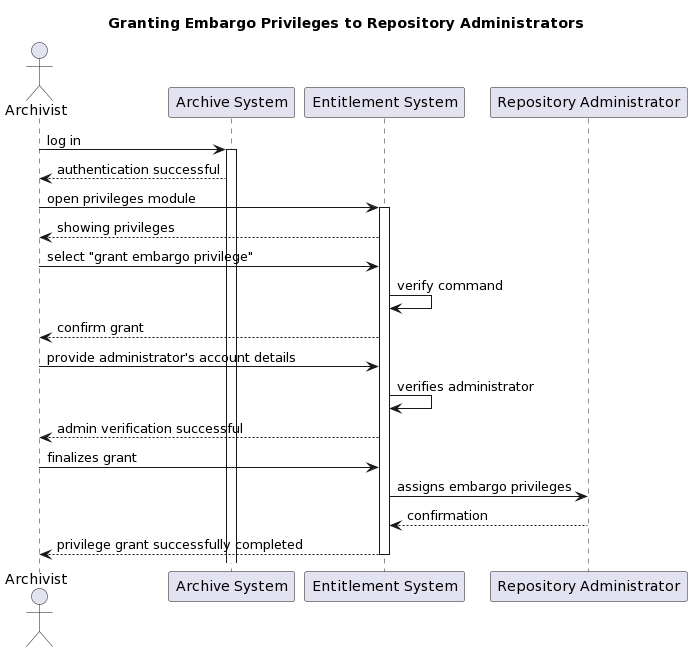 Granting Embargo Privileges to Repository Administrators
Archivist
Archive System
Entitlement System
Repository Administrator
log in
authentication successful
open privileges module
showing privileges
select "grant embargo privilege"
verify command
confirm grant
provide administrator's account details
verifies administrator
admin verification successful
finalizes grant
assigns embargo privileges
confirmation
privilege grant successfully completed
Archivist
Archive System
Entitlement System
Repository Administrator